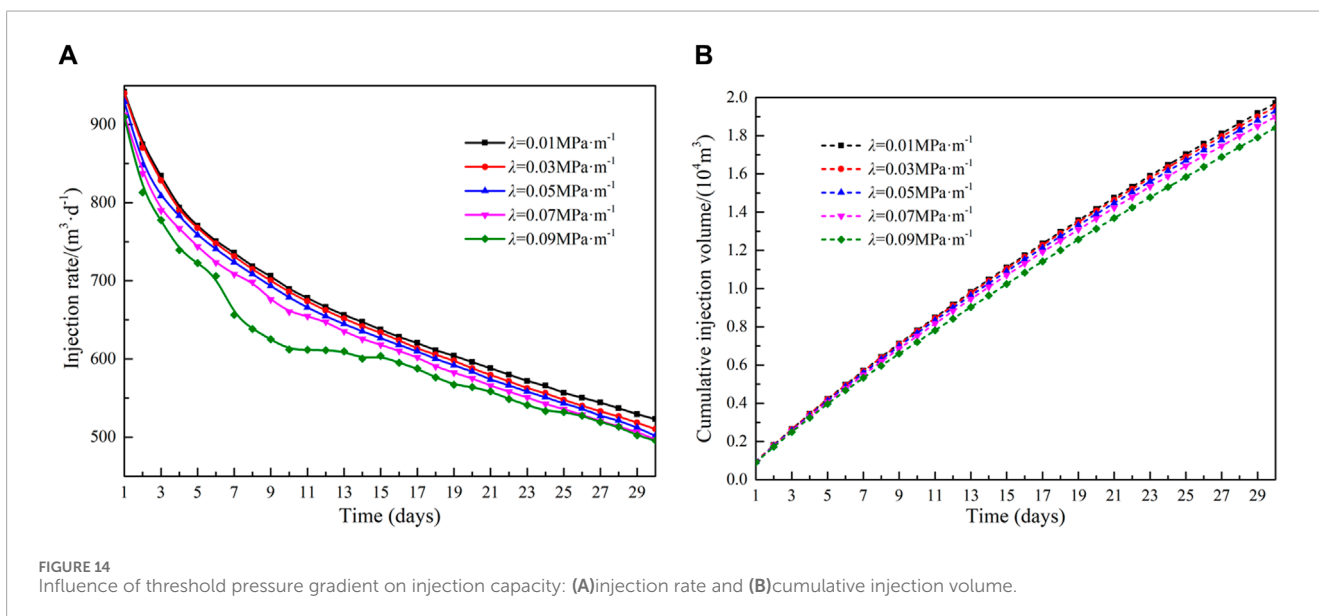 A
Injection rate/(m³·d⁻¹)
900
800
700
600
500
λ=0.01MPa·m⁻¹
λ=0.03MPa·m⁻¹
λ=0.05MPa·m⁻¹
λ=0.07MPa·m⁻¹
λ=0.09MPa·m⁻¹
1 3 5 7 9 11 13 15 17 19 21 23 25 27 29
Time (days)
B
Cumulative injection volume/(10⁴m³)
2.0
1.8
1.6
1.4
1.2
1.0
0.8
0.6
0.4
0.2
0.0
λ=0.01MPa·m⁻¹
λ=0.03MPa·m⁻¹
λ=0.05MPa·m⁻¹
λ=0.07MPa·m⁻¹
λ=0.09MPa·m⁻¹
1 3 5 7 9 11 13 15 17 19 21 23 25 27 29
Time (days)
FIGURE 14
Influence of threshold pressure gradient on injection capacity: (A)injection rate and (B)cumulative injection volume.